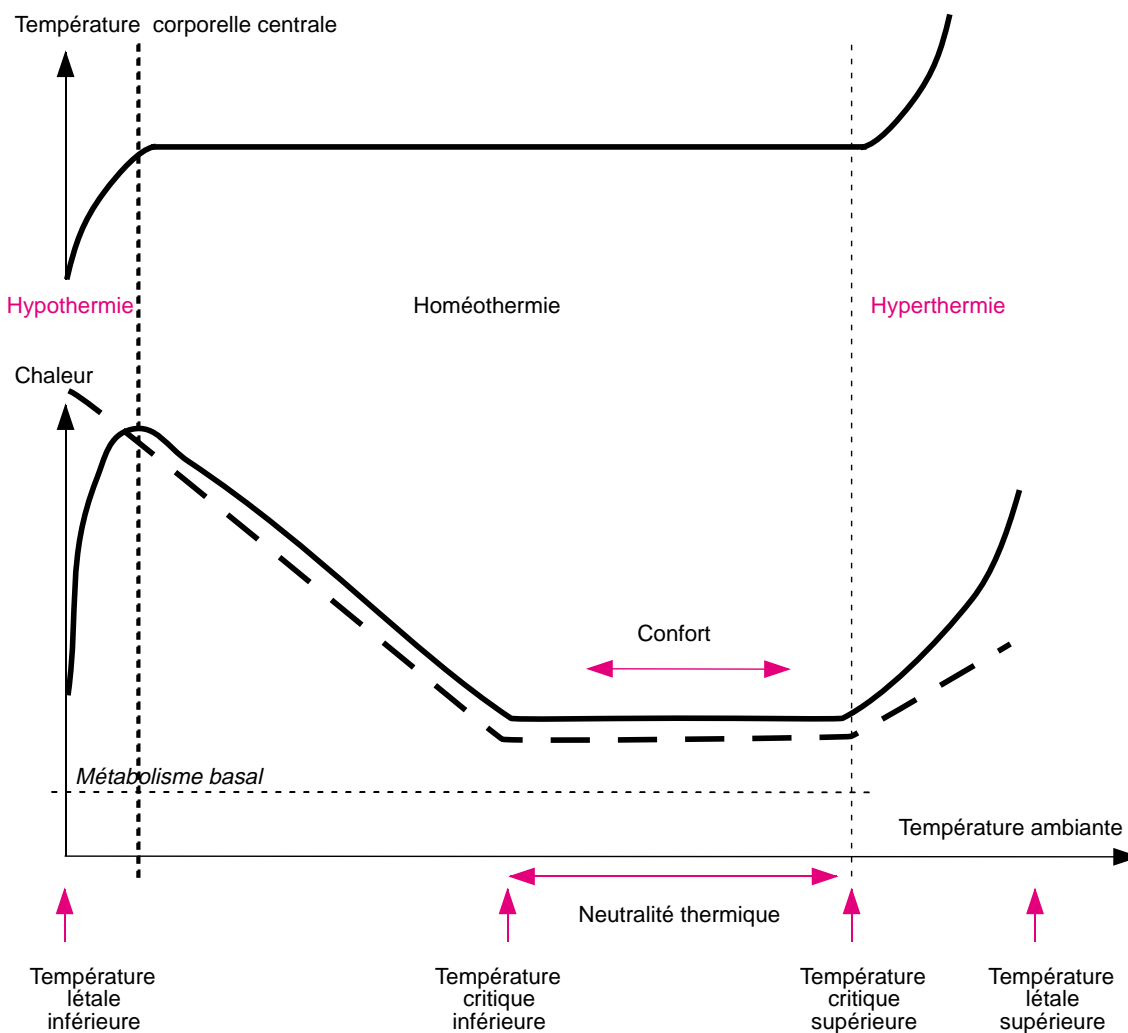 Température corporelle centrale
Hypothermie
Homéothermie
Hyperthermie
Chaleur
Confort
Métabolisme basal
Température ambiante
Neutralité thermique
Température
létale
inférieure
Température
critique
inférieure
Température
critique
supérieure
Température
létale
supérieure